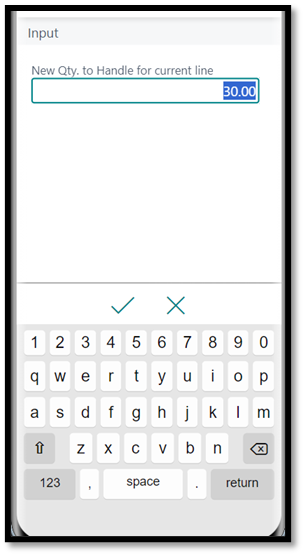 Input
New Qty. to Handle for current line
30.00
1 2 3 4 5 6 7 8 9 0
q w e r t y u i o p
a s d f g h j k l m
z x c v b n
123 , space . return